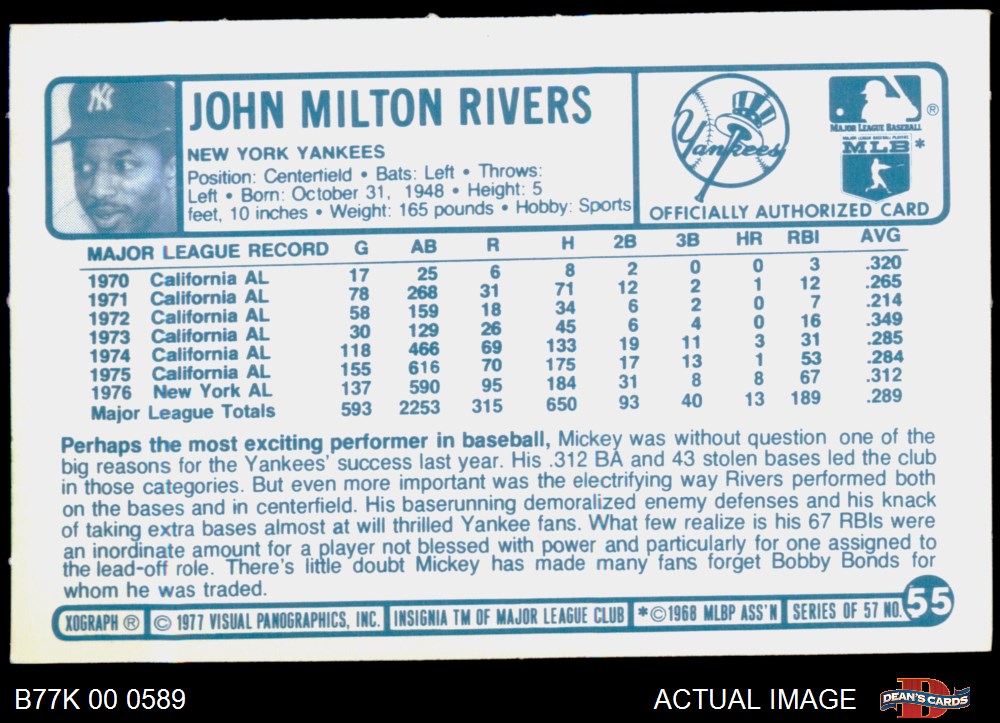 JOHN MILTON RIVERS
NEW YORK YANKEES
Position: Centerfield • Bats: Left • Throws:
Left • Born: October 31, 1948 • Height: 5
feet, 10 inches • Weight: 165 pounds • Hobby: Sports
Yankees
MAJOR LEAGUE BASEBALL ®
MAJOR LEAGUE BASEBALL PLAYERS
MLB *
OFFICIALLY AUTHORIZED CARD
MAJOR LEAGUE RECORD G AB R H 2B 3B HR RBI AVG
1970 California AL 17 25 6 8 2 0 0 3 .320
1971 California AL 78 268 31 71 12 2 1 12 .265
1972 California AL 58 159 18 34 6 2 0 7 .214
1973 California AL 30 129 26 45 6 4 0 16 .349
1974 California AL 118 466 69 133 19 11 3 31 .285
1975 California AL 155 616 70 175 17 13 1 53 .284
1976 New York AL 137 590 95 184 31 8 8 67 .312
Major League Totals 593 2253 315 650 93 40 13 189 .289
Perhaps the most exciting performer in baseball, Mickey was without question one of the
big reasons for the Yankees' success last year. His .312 BA and 43 stolen bases led the club
in those categories. But even more important was the electrifying way Rivers performed both
on the bases and in centerfield. His baserunning demoralized enemy defenses and his knack
of taking extra bases almost at will thrilled Yankee fans. What few realize is his 67 RBIs were
an inordinate amount for a player not blessed with power and particularly for one assigned to
the lead-off role. There's little doubt Mickey has made many fans forget Bobby Bonds for
whom he was traded.
XOGRAPH ® © 1977 VISUAL PANOGRAPHICS, INC. INSIGNIA TM OF MAJOR LEAGUE CLUB *©1968 MLBP ASS'N SERIES OF 57 NO. 55
B77K 00 0589 ACTUAL IMAGE DEAN'S CARDS